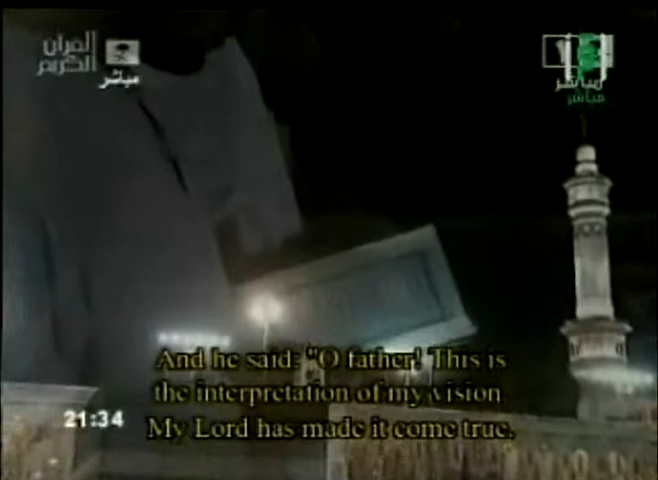 القرآن
الكريم
مباشر
مباشر
مباشر
And he said: "O father! This is
the interpretation of my vision
My Lord has made it come true.
21:34